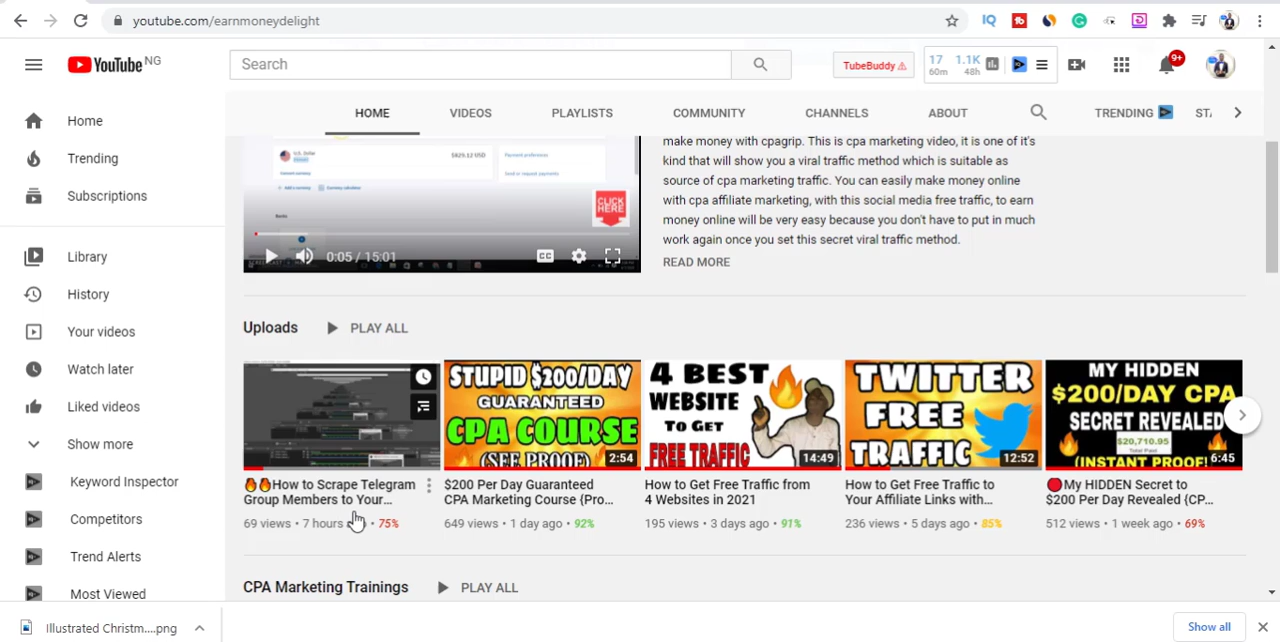 youtube.com/earnmoneydelight
YouTube NG
Search
TubeBuddy
17
60m
1.1K
48h
9+
HOME
VIDEOS
PLAYLISTS
COMMUNITY
CHANNELS
ABOUT
TRENDING
Home
Trending
Subscriptions
Library
History
Your videos
Watch later
Liked videos
Show more
Keyword Inspector
Competitors
Trend Alerts
Most Viewed
CLICK
HERE
0:05 / 15:01
CC
make money with cpagrip. This is cpa marketing video, it is one of it's
kind that will show you a viral traffic method which is suitable as
source of cpa marketing traffic. You can easily make money online
with cpa affiliate marketing, with this social media free traffic, to earn
money online will be very easy because you don't have to put in much
work again once you set this secret viral traffic method.
READ MORE
Uploads
PLAY ALL
🔥🔥How to Scrape Telegram
Group Members to Your...
69 views • 7 hours • 75%
STUPID $200/DAY
GUARANTEED
CPA COURSE
(SEE PROOF)
2:54
$200 Per Day Guaranteed
CPA Marketing Course {Pro...
649 views • 1 day ago • 92%
4 BEST
WEBSITE
TO GET
FREE TRAFFIC
14:49
How to Get Free Traffic from
4 Websites in 2021
195 views • 3 days ago • 91%
TWITTER
FREE
TRAFFIC
12:52
How to Get Free Traffic to
Your Affiliate Links with...
236 views • 5 days ago • 85%
MY HIDDEN
$200/DAY CPA
SECRET REVEALED
$20,710.95
(INSTANT PROOF)
6:45
🔴My HIDDEN Secret to
$200 Per Day Revealed {CP...
512 views • 1 week ago • 69%
CPA Marketing Trainings
PLAY ALL
Illustrated Christm....png
Show all